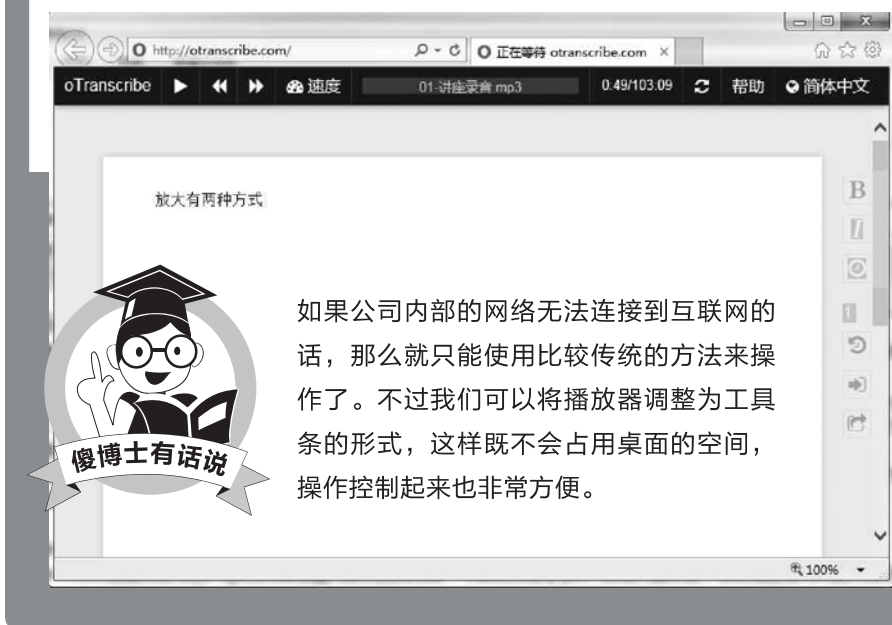 http://otranscribe.com/
正在等待 otranscribe.com
oTranscribe 速度 01-讲座录音.mp3 0.49/103.09 帮助 简体中文
放大有两种方式
B
I
1
如果公司内部的网络无法连接到互联网的
话，那么就只能使用比较传统的方法来操
作了。不过我们可以将播放器调整为工具
条的形式，这样既不会占用桌面的空间，
操作控制起来也非常方便。
傻博士有话说
100%